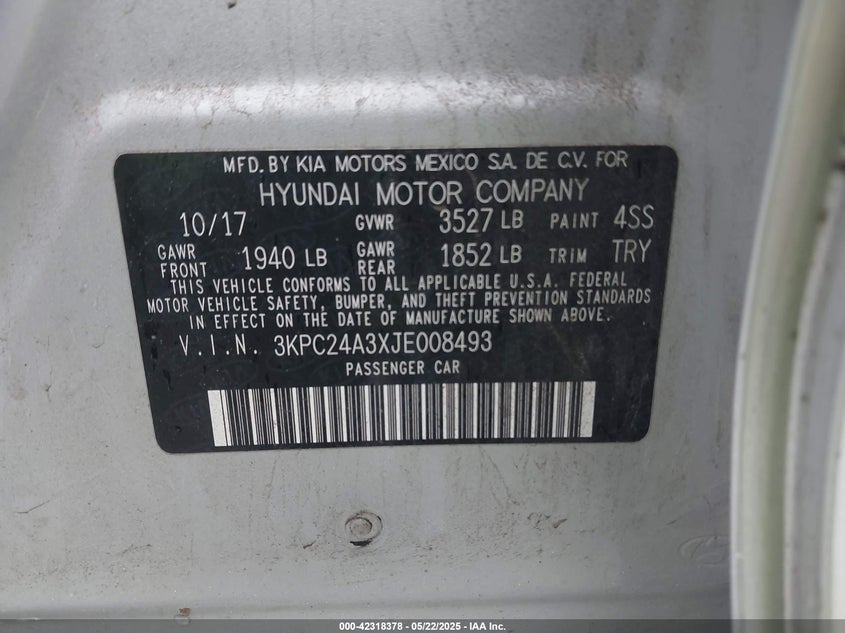 MFD. BY KIA MOTORS MEXICO S.A. DE C.V. FOR
HYUNDAI MOTOR COMPANY
10/17 GVWR 3527 LB PAINT 4SS
GAWR FRONT 1940 LB GAWR REAR 1852 LB TRIM TRY
THIS VEHICLE CONFORMS TO ALL APPLICABLE U.S.A. FEDERAL
MOTOR VEHICLE SAFETY, BUMPER, AND THEFT PREVENTION STANDARDS
IN EFFECT ON THE DATE OF MANUFACTURE SHOWN ABOVE.
V.I.N. 3KPC24A3XJE008493
PASSENGER CAR
000-42318378 - 05/22/2025 - IAA Inc.